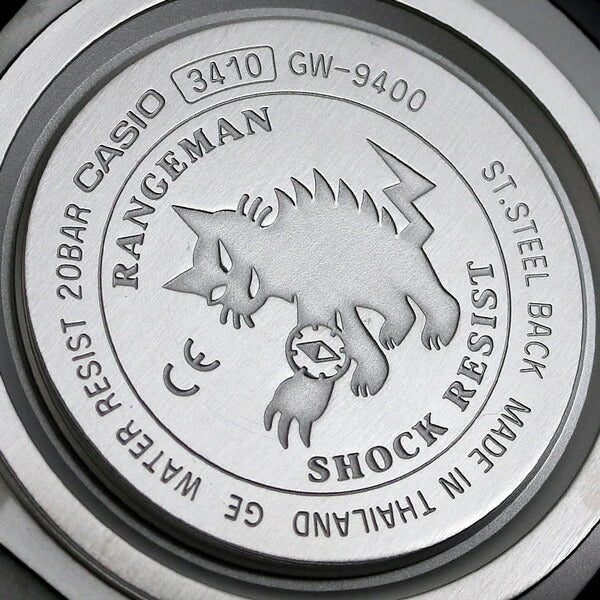 CASIO 3410 GW-9400
ST.STEEL BACK MADE IN THAILAND GE WATER RESIST 20BAR
RANGEMAN
CE
SHOCK RESIST